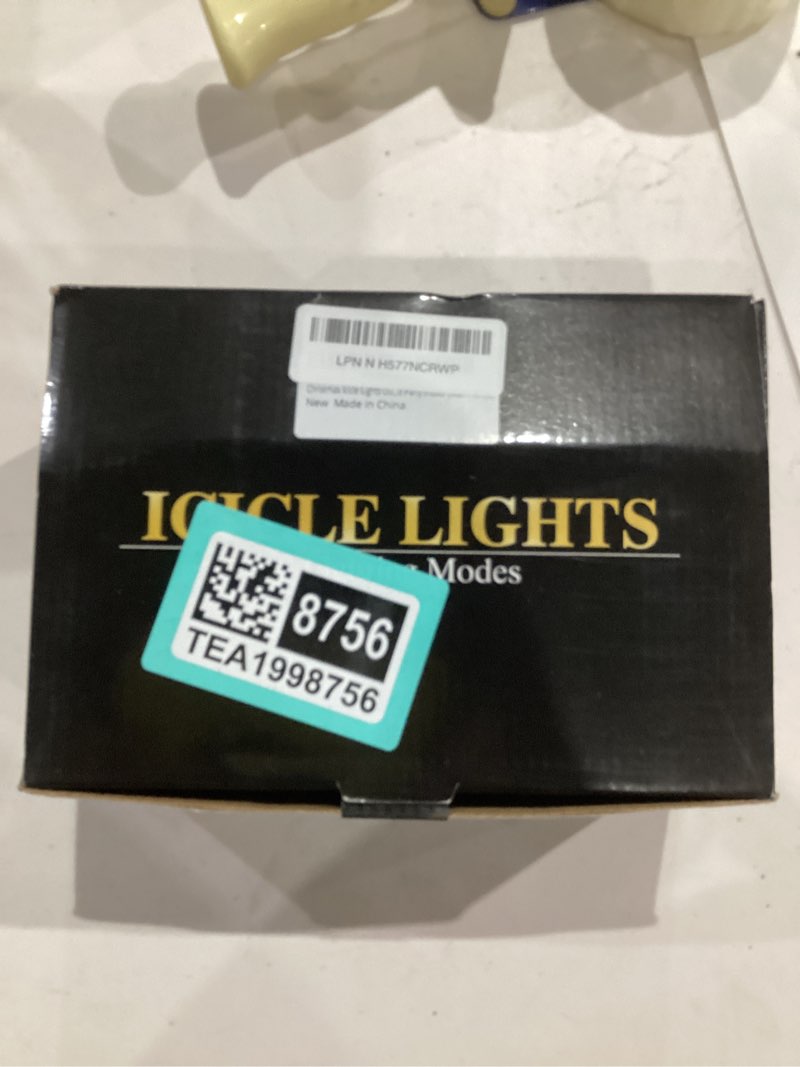 LPN N H577NCRWP
New Made in China
ICICLE LIGHTS
Modes
8756
TEA1998756